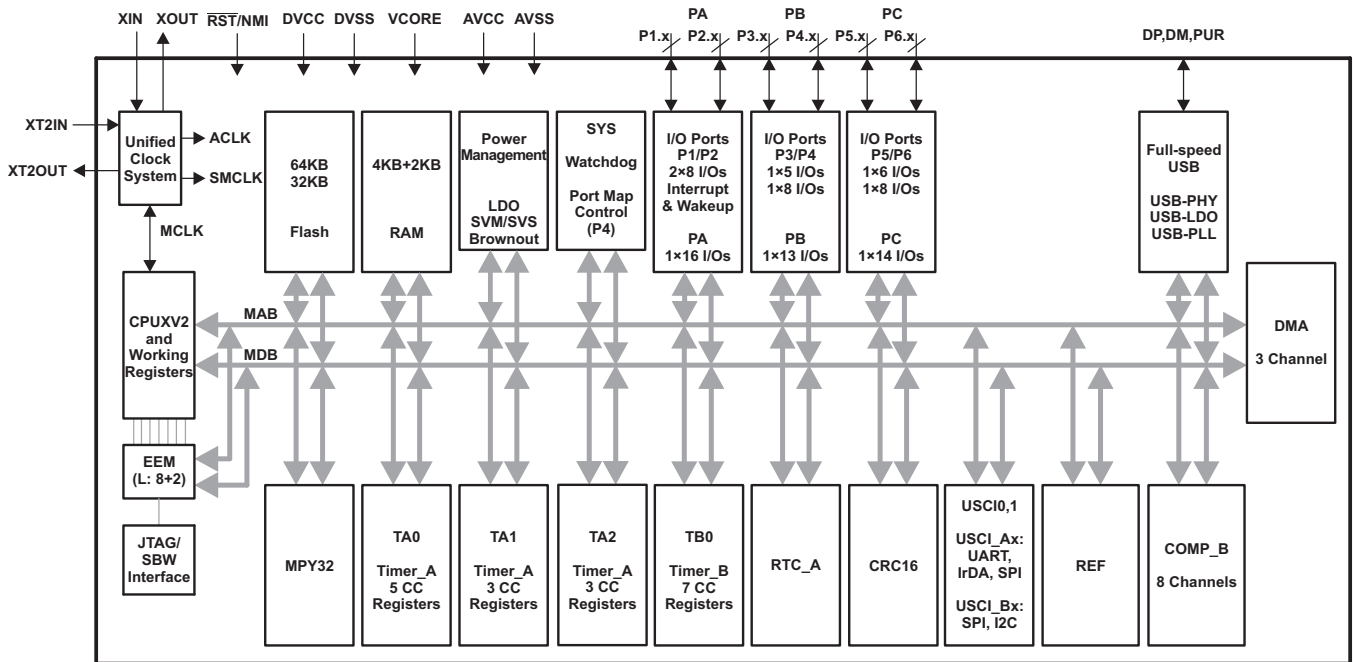 XIN XOUT RST/NMI DVCC DVSS VCORE AVCC AVSS
PA PB PC
P1.x P2.x P3.x P4.x P5.x P6.x
DP,DM,PUR
XT2IN
XT2OUT
Unified
Clock
System
ACLK
SMCLK
MCLK
64KB
32KB
Flash
4KB+2KB
RAM
Power
Management
LDO
SVM/SVS
Brownout
SYS
Watchdog
Port Map
Control
(P4)
I/O Ports
P1/P2
2×8 I/Os
Interrupt
& Wakeup
PA
1×16 I/Os
I/O Ports
P3/P4
1×5 I/Os
1×8 I/Os
PB
1×13 I/Os
I/O Ports
P5/P6
1×6 I/Os
1×8 I/Os
PC
1×14 I/Os
Full-speed
USB
USB-PHY
USB-LDO
USB-PLL
CPUXV2
and
Working
Registers
MAB
MDB
DMA
3 Channel
EEM
(L: 8+2)
JTAG/
SBW
Interface
MPY32
TA0
Timer_A
5 CC
Registers
TA1
Timer_A
3 CC
Registers
TA2
Timer_A
3 CC
Registers
TB0
Timer_B
7 CC
Registers
RTC_A
CRC16
USCI0,1
USCI_Ax:
UART,
IrDA, SPI
USCI_Bx:
SPI, I2C
REF
COMP_B
8 Channels